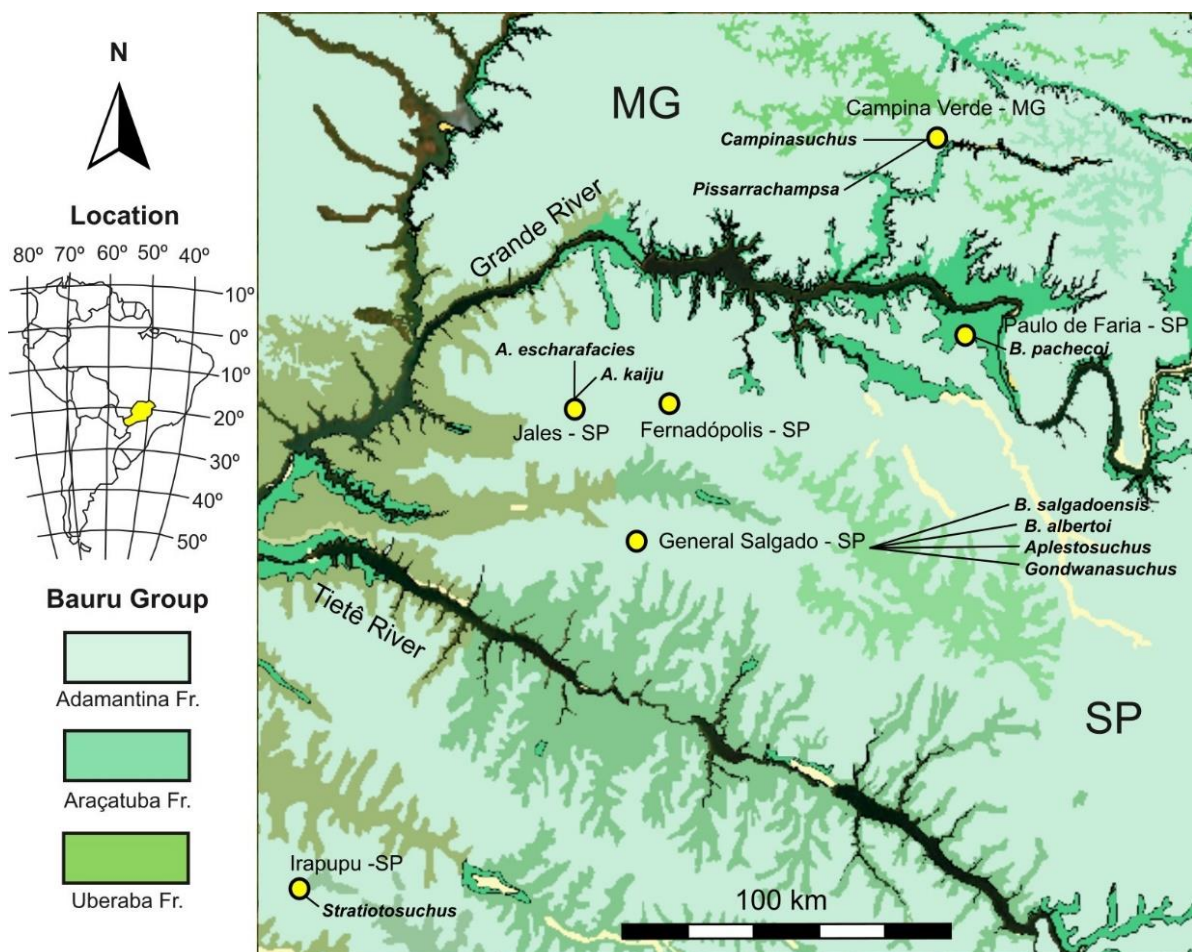 N
Location
80º 70º 60º 50º 40º
10º
0º
10º
20º
30º
40º
50º
Bauru Group
Adamantina Fr.
Araçatuba Fr.
Uberaba Fr.
MG
Campina Verde - MG
Campinasuchus
Pissarrachampsa
Grande River
Paulo de Faria - SP
B. pachecoi
A. escharafacies
A. kaiju
Jales - SP
Fernadópolis - SP
General Salgado - SP
B. salgadoensis
B. albertoi
Aplestosuchus
Gondwanasuchus
Tietê River
SP
Irapupu -SP
Stratiotosuchus
100 km